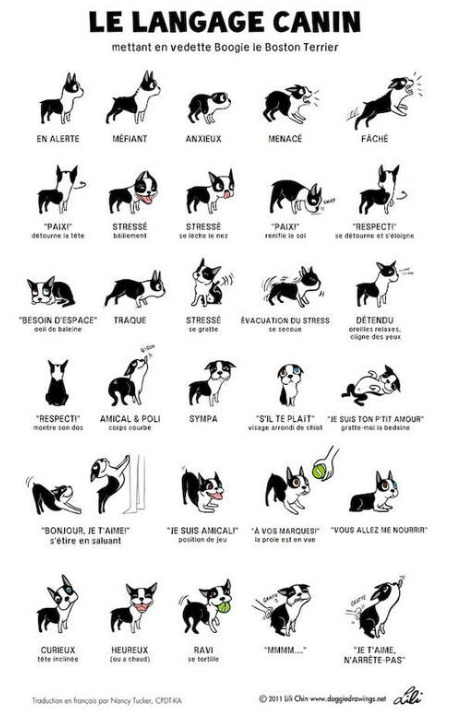 LE LANGAGE CANIN
mettant en vedette Boogie le Boston Terrier
EN ALERTE
MÉFIANT
ANXIEUX
MENACÉ
FÂCHÉ
"PAIX!"
détourne la tête
STRESSÉ
bâillement
STRESSÉ
se lèche le nez
SNIFF
"PAIX!"
renifle le sol
"RESPECT!"
se détourne et s'éloigne
"BESOIN D'ESPACE"
oeil de baleine
TRAQUE
STRESSÉ
se gratte
ÉVACUATION DU STRESS
se secoue
DÉTENDU
oreilles relaxes,
cligne des yeux
"RESPECT!"
montre son dos
AMICAL & POLI
corps courbé
SYMPA
"S'IL TE PLAIT"
visage arrondi de chiot
"JE SUIS TON P'TIT AMOUR"
gratte-moi la bedaine
"BONJOUR, JE T'AIME!"
s'étire en saluant
"JE SUIS AMICAL!"
position de jeu
"À VOS MARQUES!"
la proie est en vue
"VOUS ALLEZ ME NOURRIR"
CURIEUX
tête inclinée
HEUREUX
(ou a chaud)
RAVI
se tortille
"MMMM...."
"JE T'AIME,
N'ARRÊTE-PAS"
Traduction en français par Nancy Tucker, CPDT-KA
© 2011 Lili Chin www.doggiedrawings.net
Lili